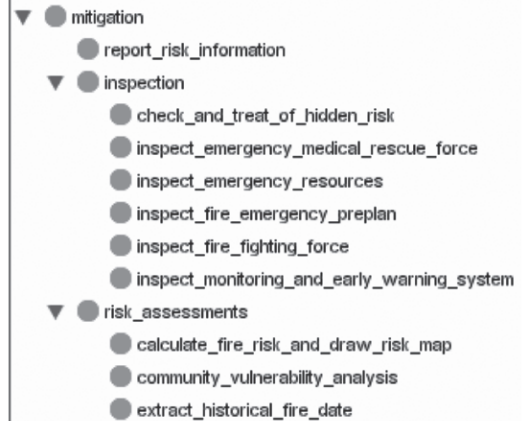 mitigation
report_risk_information
inspection
check_and_treat_of_hidden_risk
inspect_emergency_medical_rescue_force
inspect_emergency_resources
inspect_fire_emergency_preplan
inspect_fire_fighting_force
inspect_monitoring_and_early_warning_system
risk_assessments
calculate_fire_risk_and_draw_risk_map
community_vulnerability_analysis
extract_historical_fire_date